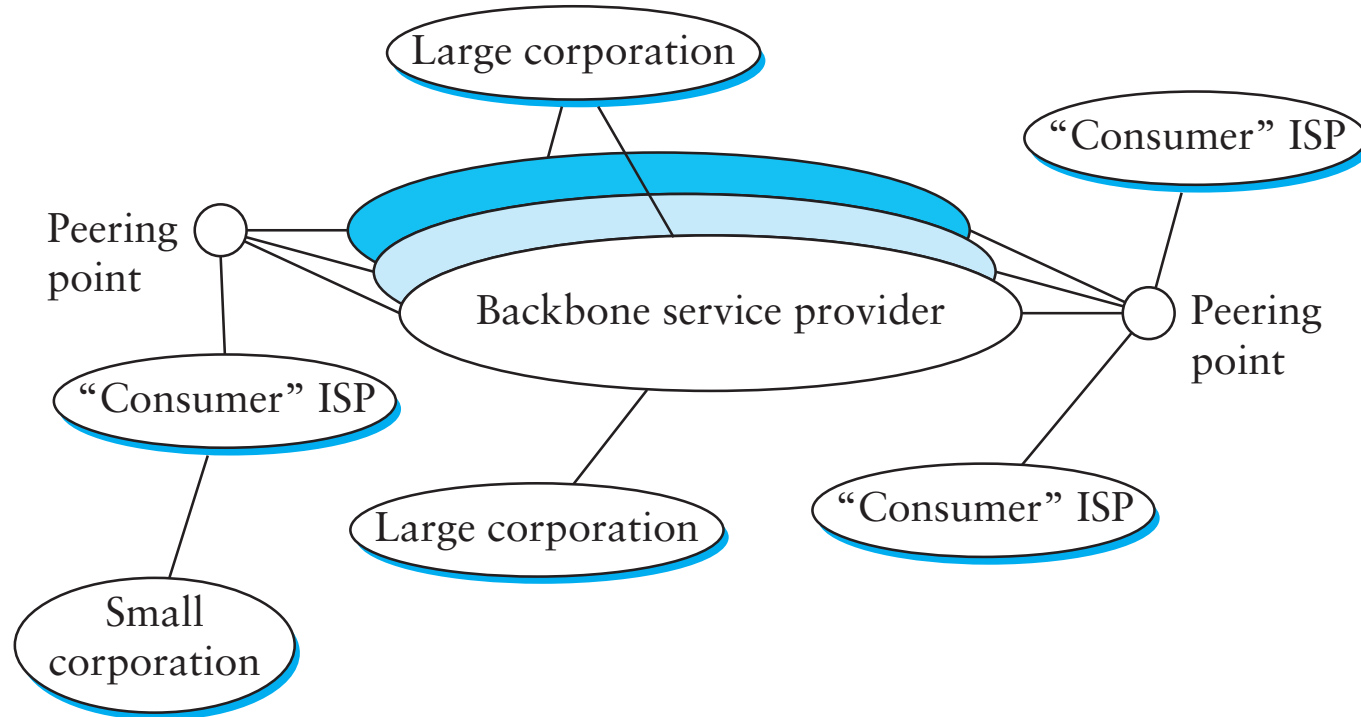 Large corporation
“Consumer” ISP
Peering
point
Backbone service provider
Peering
point
“Consumer” ISP
Large corporation
“Consumer” ISP
Small
corporation